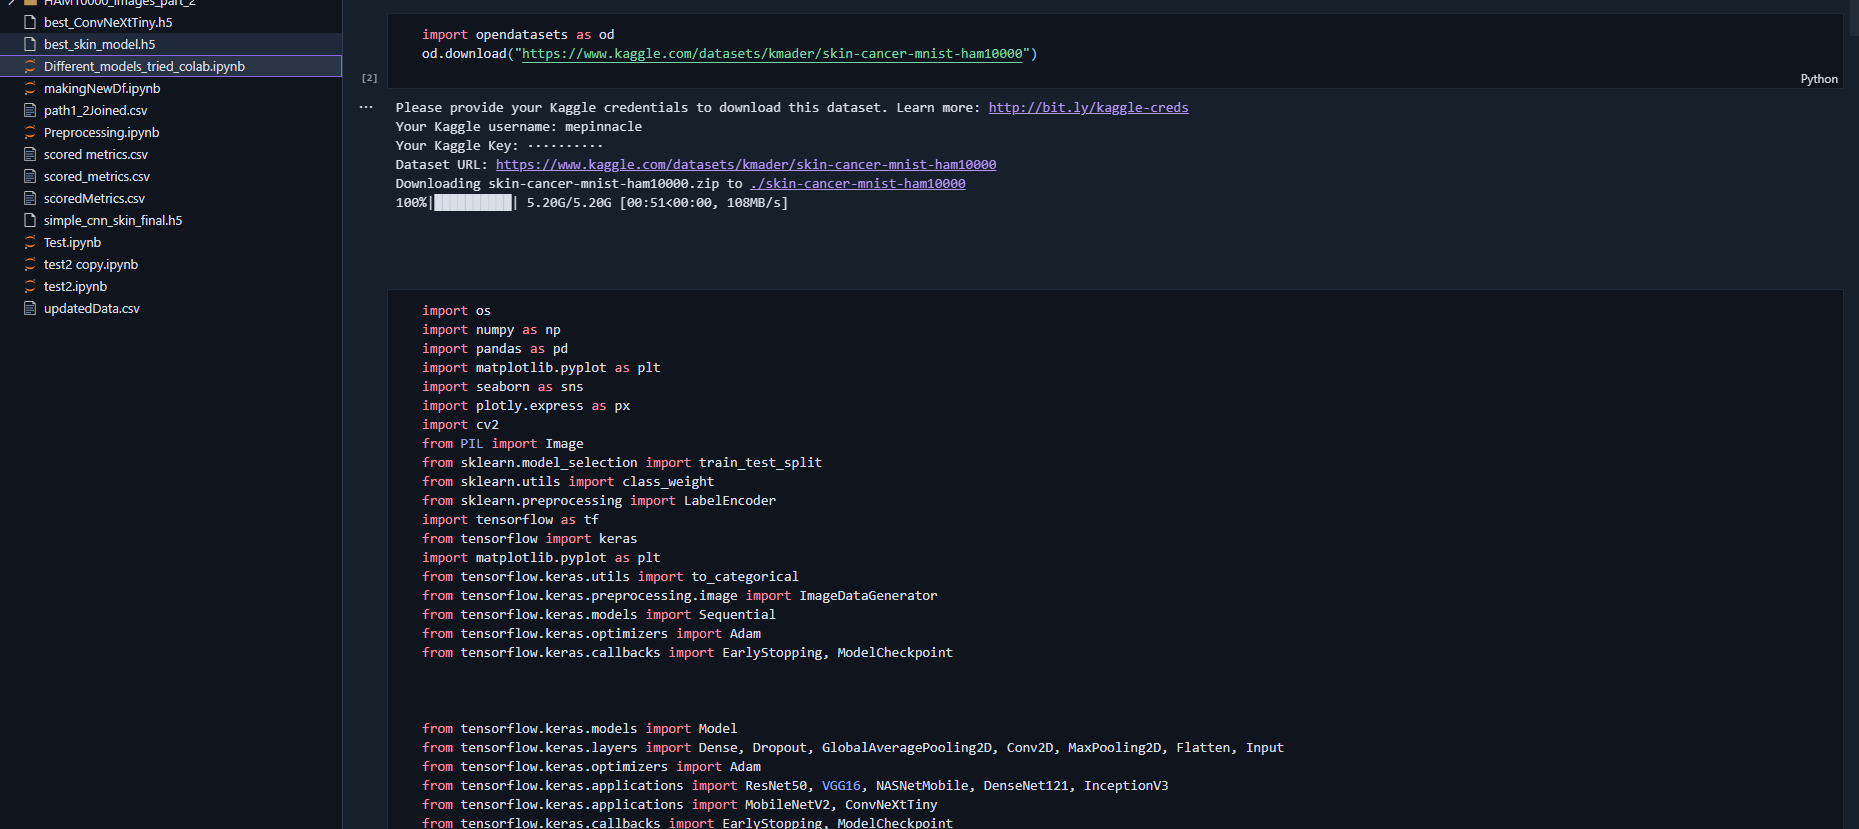 HAM10000_images_part_2
best_ConvNeXtTiny.h5
best_skin_model.h5
Different_models_tried_colab.ipynb
makingNewDf.ipynb
path1_2Joined.csv
Preprocessing.ipynb
scored metrics.csv
scored_metrics.csv
scoredMetrics.csv
simple_cnn_skin_final.h5
Test.ipynb
test2 copy.ipynb
test2.ipynb
updatedData.csv
import opendatasets as od
od.download("https://www.kaggle.com/datasets/kmader/skin-cancer-mnist-ham10000")
[2]
Python
Please provide your Kaggle credentials to download this dataset. Learn more: http://bit.ly/kaggle-creds
Your Kaggle username: mepinnacle
Your Kaggle Key: ··········
Dataset URL: https://www.kaggle.com/datasets/kmader/skin-cancer-mnist-ham10000
Downloading skin-cancer-mnist-ham10000.zip to ./skin-cancer-mnist-ham10000
100%|██████████| 5.20G/5.20G [00:51<00:00, 108MB/s]
import os
import numpy as np
import pandas as pd
import matplotlib.pyplot as plt
import seaborn as sns
import plotly.express as px
import cv2
from PIL import Image
from sklearn.model_selection import train_test_split
from sklearn.utils import class_weight
from sklearn.preprocessing import LabelEncoder
import tensorflow as tf
from tensorflow import keras
import matplotlib.pyplot as plt
from tensorflow.keras.utils import to_categorical
from tensorflow.keras.preprocessing.image import ImageDataGenerator
from tensorflow.keras.models import Sequential
from tensorflow.keras.optimizers import Adam
from tensorflow.keras.callbacks import EarlyStopping, ModelCheckpoint
from tensorflow.keras.models import Model
from tensorflow.keras.layers import Dense, Dropout, GlobalAveragePooling2D, Conv2D, MaxPooling2D, Flatten, Input
from tensorflow.keras.optimizers import Adam
from tensorflow.keras.applications import ResNet50, VGG16, NASNetMobile, DenseNet121, InceptionV3
from tensorflow.keras.applications import MobileNetV2, ConvNeXtTiny
from tensorflow.keras.callbacks import EarlyStopping, ModelCheckpoint